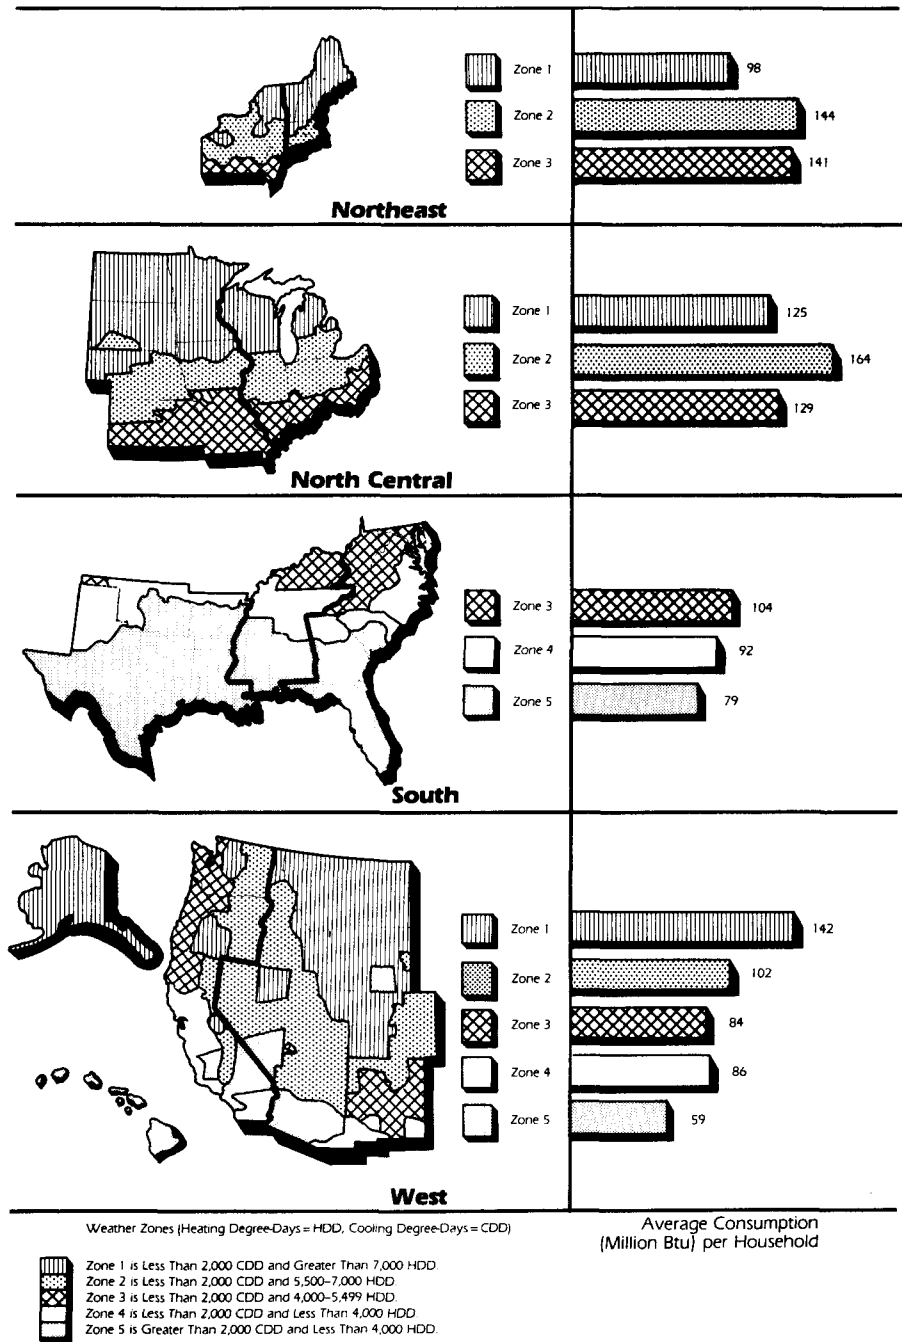 Zone 1
98
Zone 2
144
Zone 3
141
Northeast
Zone 1
125
Zone 2
164
Zone 3
129
North Central
Zone 3
104
Zone 4
92
Zone 5
79
South
Zone 1
142
Zone 2
102
Zone 3
84
Zone 4
86
Zone 5
59
West
Weather Zones (Heating Degree-Days = HDD, Cooling Degree-Days = CDD)
Average Consumption
(Million Btu) per Household
Zone 1 is Less Than 2,000 CDD and Greater Than 7,000 HDD.
Zone 2 is Less Than 2,000 CDD and 5,500–7,000 HDD.
Zone 3 is Less Than 2,000 CDD and 4,000–5,499 HDD.
Zone 4 is Less Than 2,000 CDD and Less Than 4,000 HDD.
Zone 5 is Greater Than 2,000 CDD and Less Than 4,000 HDD.